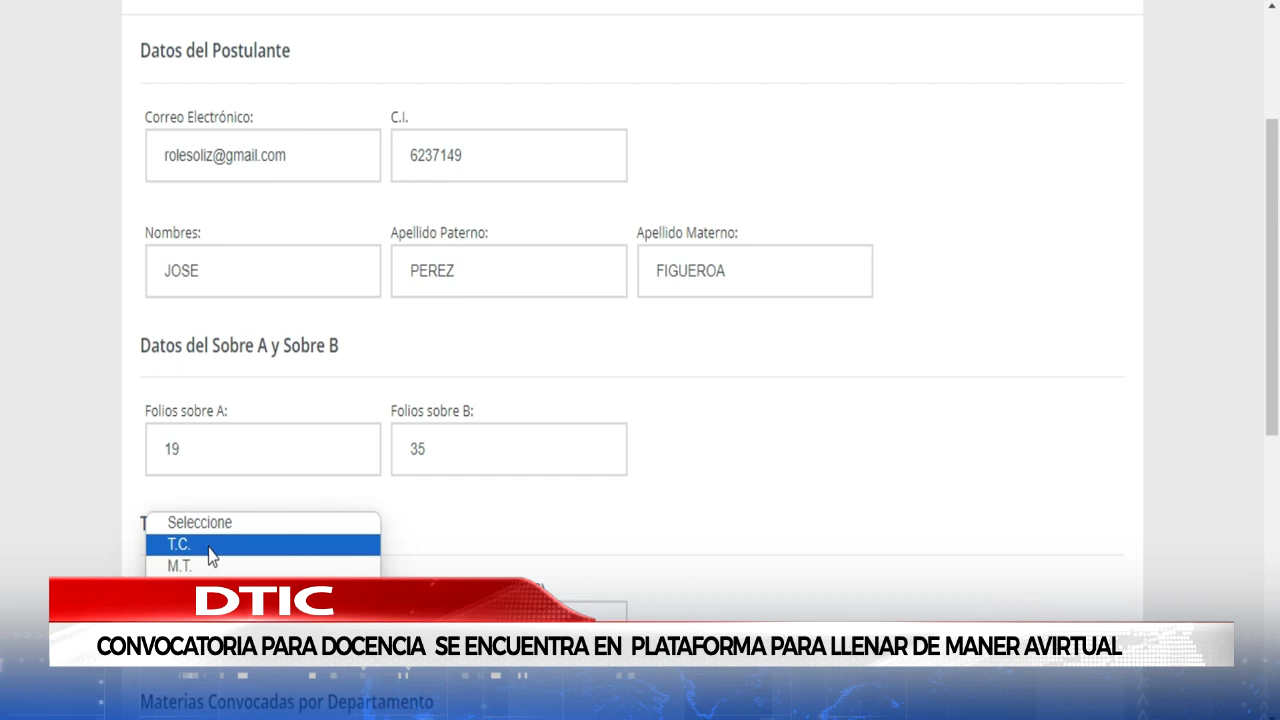 Datos del Postulante
Correo Electrónico: C.I.
rolesoliz@gmail.com 6237149
Nombres: Apellido Paterno: Apellido Materno:
JOSE PEREZ FIGUEROA
Datos del Sobre A y Sobre B
Folios sobre A: Folios sobre B:
19 35
T
Seleccione
T.C.
M.T.
DTIC
CONVOCATORIA PARA DOCENCIA SE ENCUENTRA EN PLATAFORMA PARA LLENAR DE MANER AVIRTUAL
Materias Convocadas por Departamento